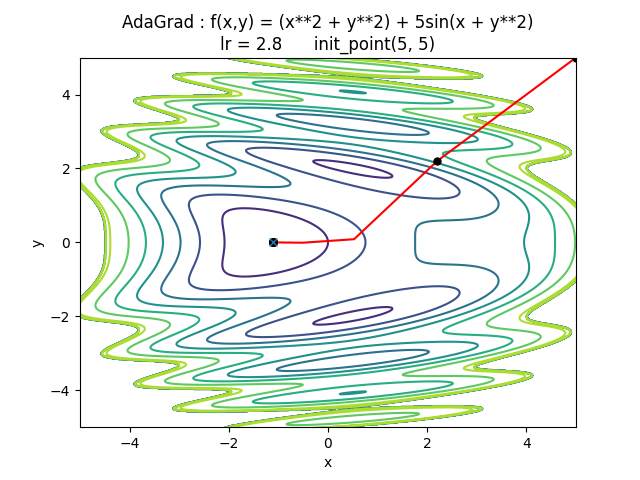 AdaGrad : f(x,y) = (x**2 + y**2) + 5sin(x + y**2)
lr = 2.8 init_point(5, 5)
4
2
0
−2
−4
y
−4 −2 0 2 4
x